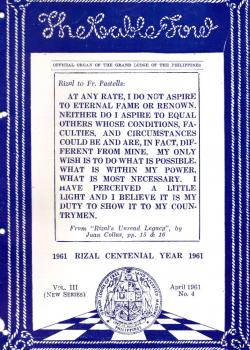 The Cable Tow
OFFICIAL ORGAN OF THE GRAND LODGE OF THE PHILIPPINES
Rizal to Fr. Pastells:
AT ANY RATE, I DO NOT ASPIRE
TO ETERNAL FAME OR RENOWN.
NEITHER DO I ASPIRE TO EQUAL
OTHERS WHOSE CONDITIONS, FA-
CULTIES, AND CIRCUMSTANCES
COULD BE AND ARE, IN FACT, DIF-
FERENT FROM MINE. MY ONLY
WISH IS TO DO WHAT IS POSSIBLE,
WHAT IS WITHIN MY POWER,
WHAT IS MOST NECESSARY. I
HAVE PERCEIVED A LITTLE
LIGHT AND I BELIEVE IT IS MY
DUTY TO SHOW IT TO MY COUN-
TRYMEN.
From "Rizal's Unread Legacy", by
Juan Collas, pp. 15 & 16
1961 RIZAL CENTENIAL YEAR 1961
VOL. III
(NEW SERIES)
April 1961
No. 4